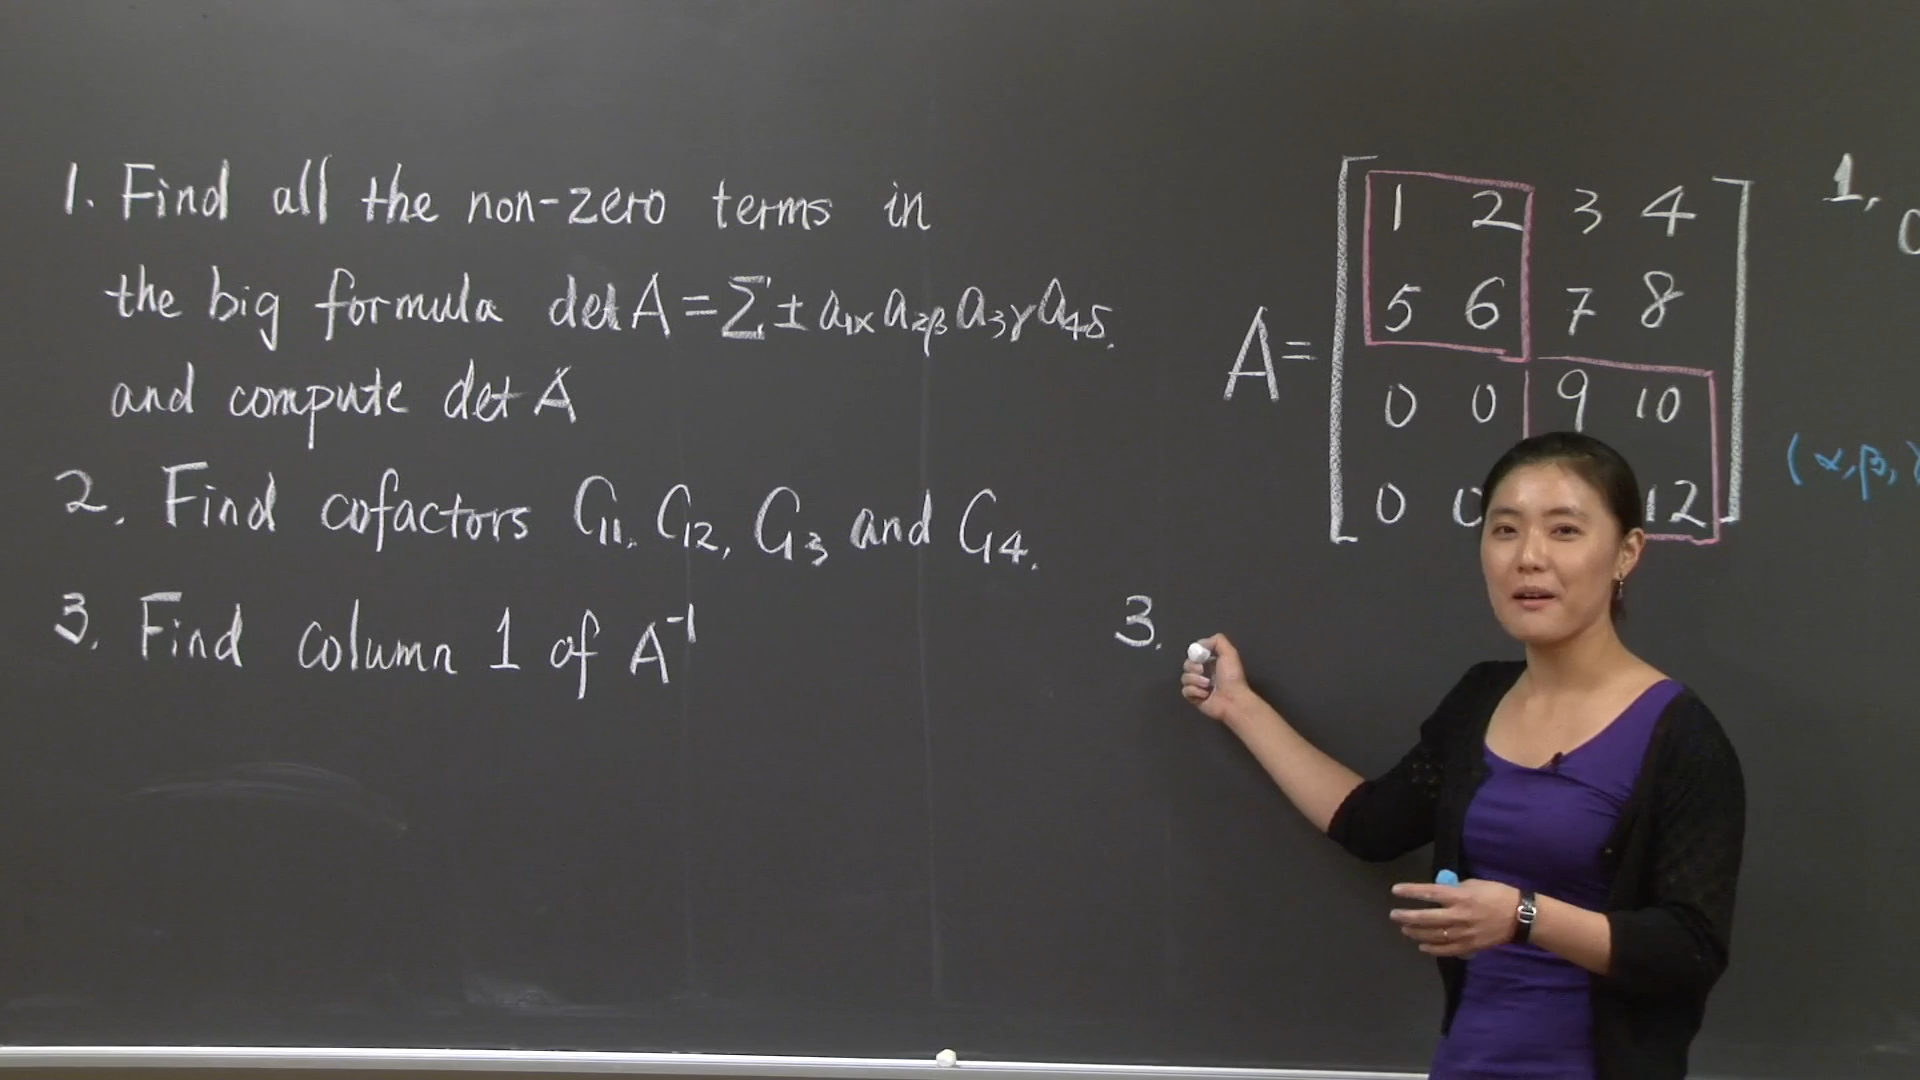 1. Find all the non-zero terms in
the big formula det A = Σ ± a₁α a₂β a₃γ a₄δ.
and compute det A
2. Find cofactors C₁₁, C₁₂, C₁₃ and C₁₄.
3. Find column 1 of A⁻¹
1 2 3 4
5 6 7 8
A =
0 0 9 10
0 0 12
1.
(α, β,
3.